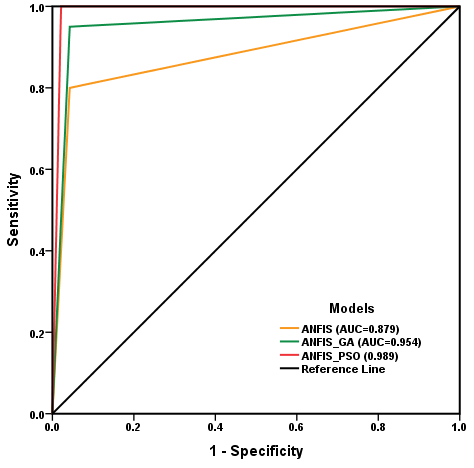 1.0
0.8
0.6
0.4
0.2
0.0
Sensitivity
Models
ANFIS (AUC=0.879)
ANFIS_GA (AUC=0.954)
ANFIS_PSO (0.989)
Reference Line
0.0 0.2 0.4 0.6 0.8 1.0
1 - Specificity